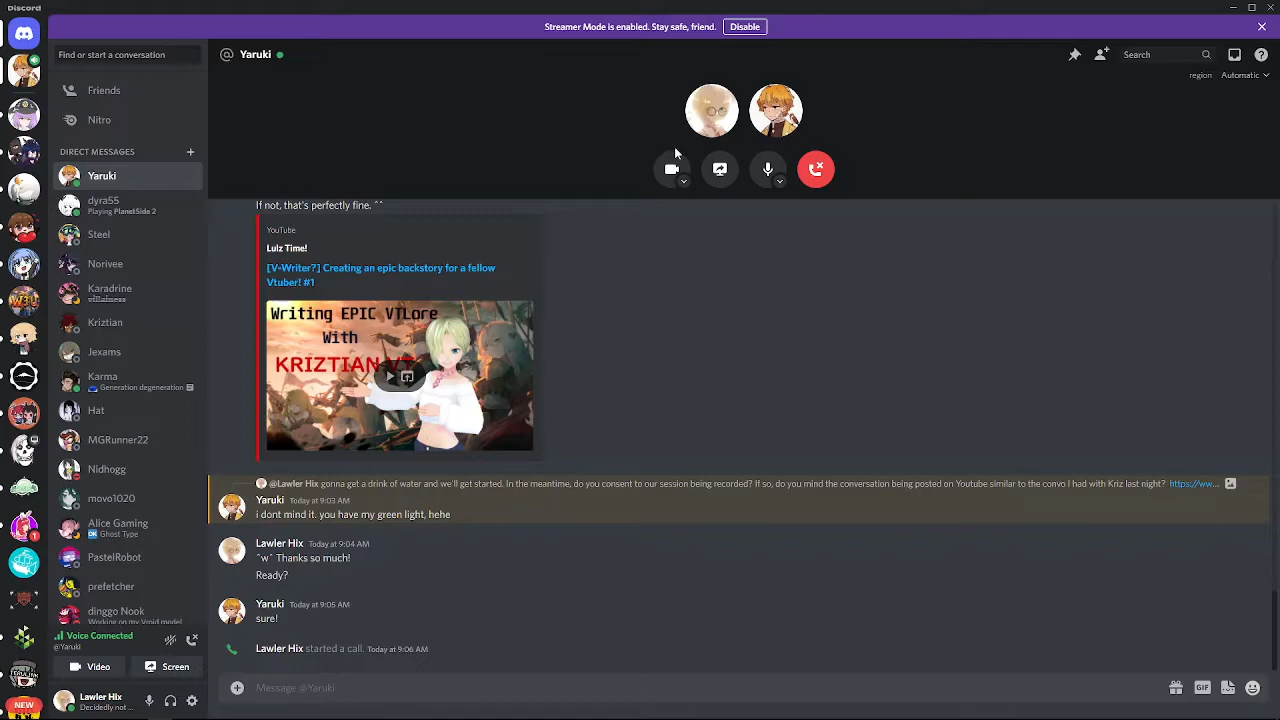 Discord
Streamer Mode is enabled. Stay safe, friend.
Disable
Find or start a conversation
Yaruki
Search
region
Automatic
Friends
Nitro
DIRECT MESSAGES
Yaruki
dyra55
Playing PlanetSide 2
Steel
Norivee
Karadrine
Kriztian
Jexams
Karma
Generation degeneration
Hat
MGRunner22
Nidhogg
movo1020
Alice Gaming
Ghost Type
PastelRobot
prefetcher
dinggo Nook
Working on my Vroid model
Voice Connected
@Yaruki
Video
Screen
Lawler Hix
Decidedly not ...
NEW
1
If not, that's perfectly fine. ^^
YouTube
Lulz Time!
[V-Writer?] Creating an epic backstory for a fellow
Vtuber! #1
Writing EPIC VTLore
With
KRIZTIAN VT
@Lawler Hix gonna get a drink of water and we'll get started. In the meantime, do you consent to our session being recorded? If so, do you mind the conversation being posted on Youtube similar to the convo I had with Kriz last night? https://ww...
Yaruki Today at 9:03 AM
i dont mind it. you have my green light, hehe
Lawler Hix Today at 9:04 AM
^w^ Thanks so much!
Ready?
Yaruki Today at 9:05 AM
sure!
Lawler Hix started a call. Today at 9:06 AM
Message @Yaruki
GIF